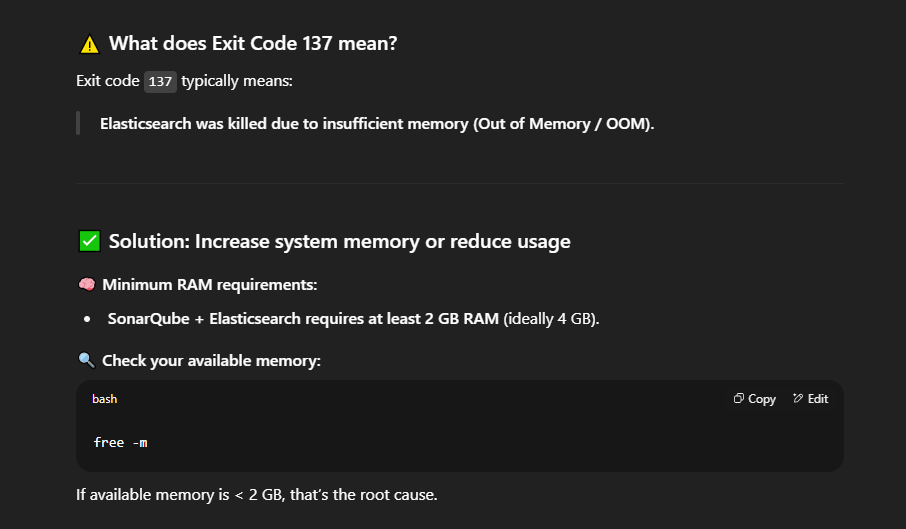 ⚠️ What does Exit Code 137 mean?
Exit code 137 typically means:
Elasticsearch was killed due to insufficient memory (Out of Memory / OOM).
✅ Solution: Increase system memory or reduce usage
🧠 Minimum RAM requirements:
• SonarQube + Elasticsearch requires at least 2 GB RAM (ideally 4 GB).
🔍 Check your available memory:
bash Copy Edit
free -m
If available memory is < 2 GB, that’s the root cause.